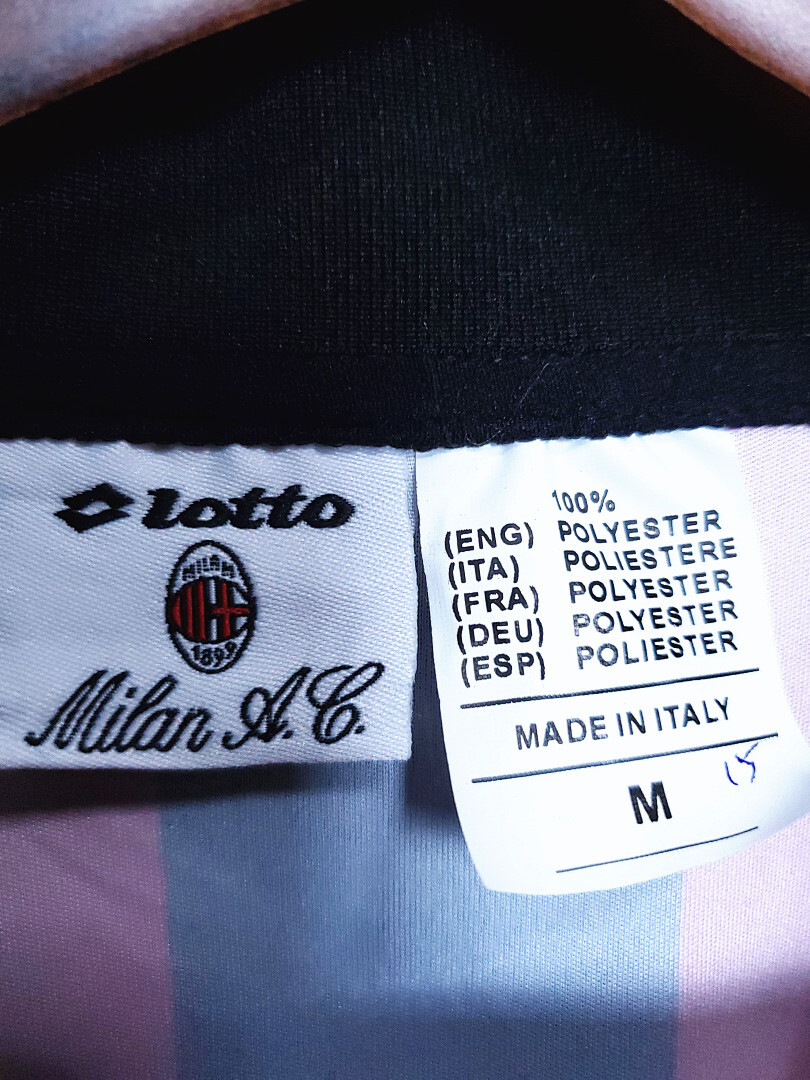 lotto
MILAN
1899
Milan A.C.
100%
(ENG) POLYESTER
(ITA) POLIESTERE
(FRA) POLYESTER
(DEU) POLYESTER
(ESP) POLIESTER
MADE IN ITALY
M
15